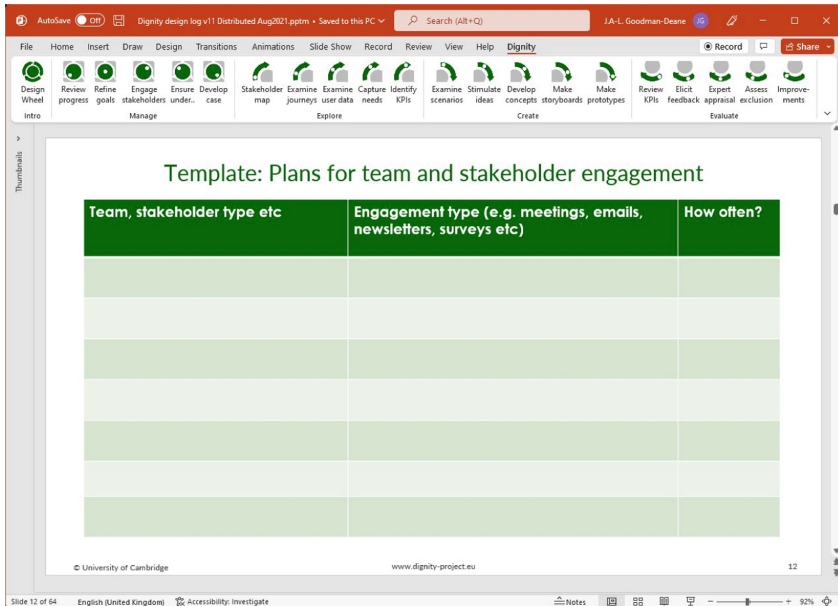 AutoSave Off Dignity design log v11 Distributed Aug2021.pptm • Saved to this PC Search (Alt+Q) J.A-L. Goodman-Deane JG
File Home Insert Draw Design Transitions Animations Slide Show Record Review View Help Dignity Record Share
Design Wheel
Review progress
Refine goals
Engage stakeholders
Ensure under..
Develop case
Stakeholder map
Examine journeys
Examine user data
Capture needs
Identify KPIs
Examine scenarios
Stimulate ideas
Develop concepts
Make storyboards
Make prototypes
Review KPIs
Elicit feedback
Expert appraisal
Assess exclusion
Improve-ments
Intro Manage Explore Create Evaluate
Thumbnails
Template: Plans for team and stakeholder engagement
Team, stakeholder type etc
Engagement type (e.g. meetings, emails,
newsletters, surveys etc)
How often?
© University of Cambridge www.dignity-project.eu 12
Slide 12 of 64 English (United Kingdom) Accessibility: Investigate Notes 92%